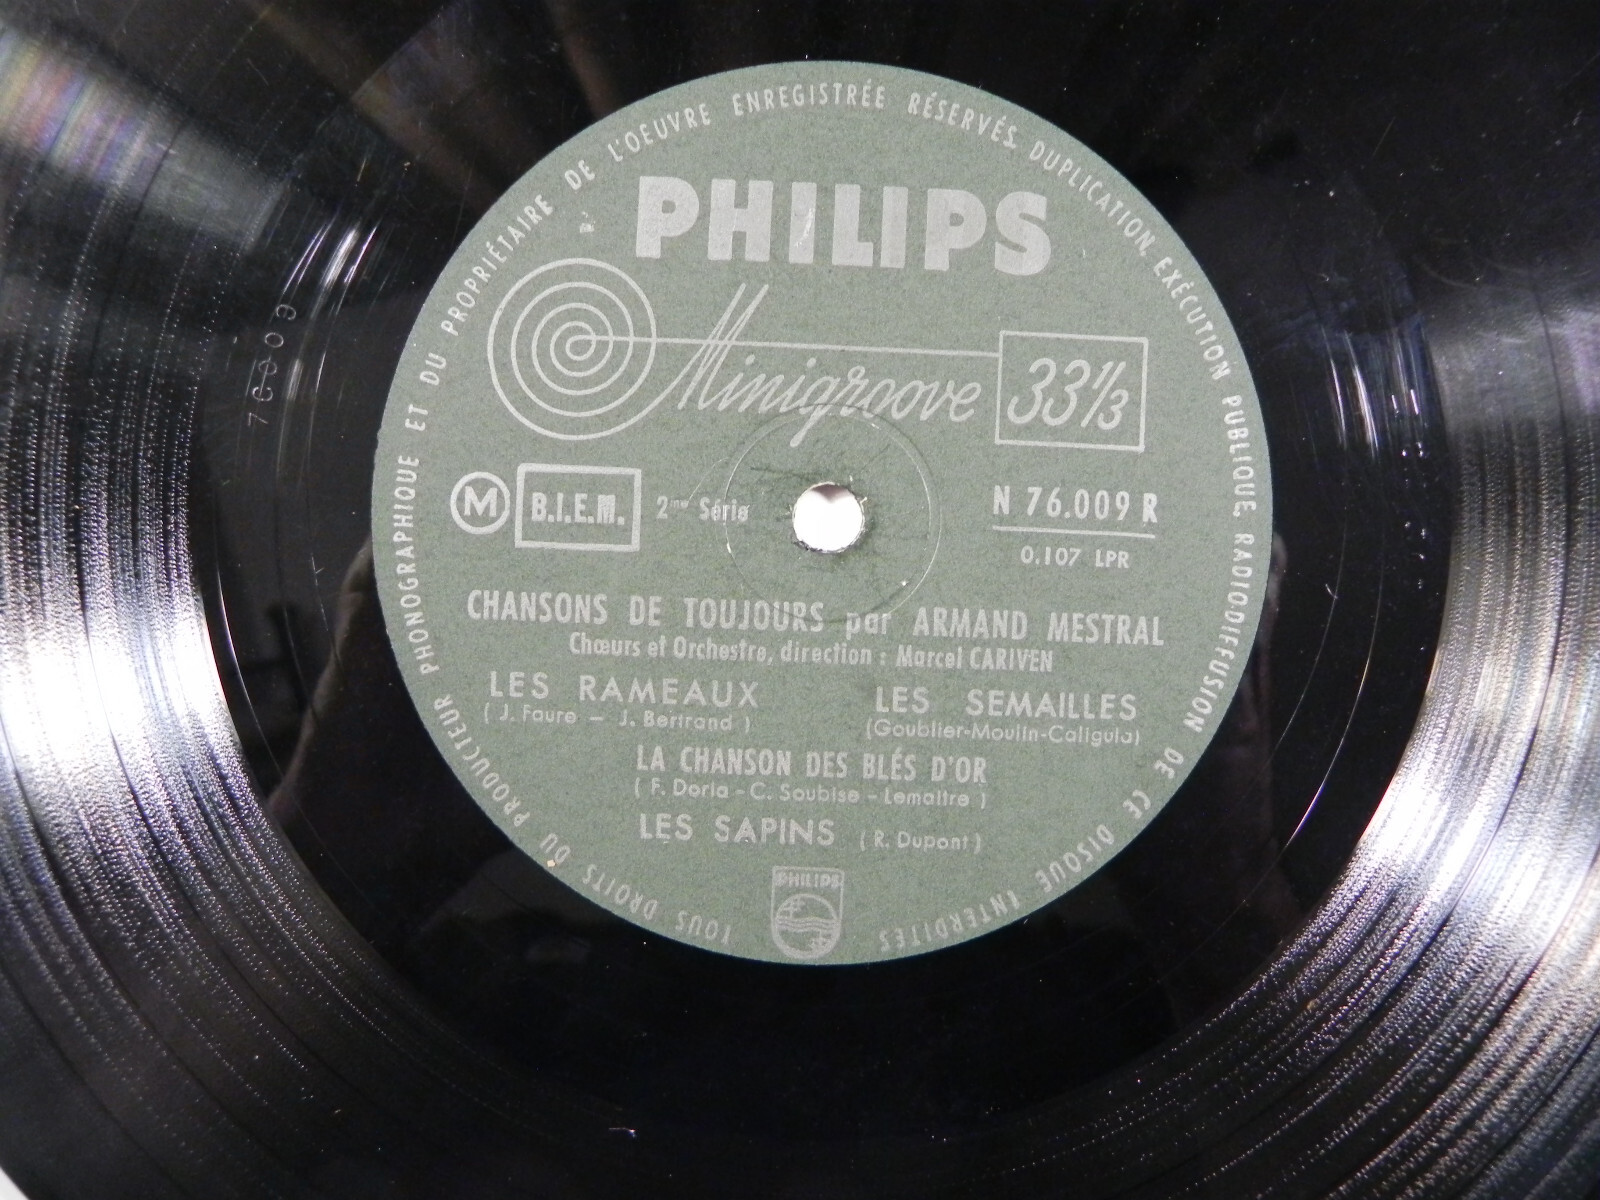 TOUS DROITS DU PRODUCTEUR PHONOGRAPHIQUE ET DU PROPRIÉTAIRE DE L'OEUVRE ENREGISTRÉE RÉSERVÉS. DUPLICATION, EXÉCUTION PUBLIQUE, RADIODIFFUSION DE CE DISQUE INTERDITES
PHILIPS
Minigroove 33 1/3
M B.I.E.M. 2me Série
N 76.009 R
0.107 LPR
CHANSONS DE TOUJOURS par ARMAND MESTRAL
Chœurs et Orchestre, direction : Marcel CARIVEN
LES RAMEAUX
( J. Faure – J. Bertrand )
LES SEMAILLES
(Goublier-Moulin-Caligula)
LA CHANSON DES BLÉS D'OR
( F. Doria - C. Soubise - Lemaitre )
LES SAPINS ( R. Dupont )
PHILIPS